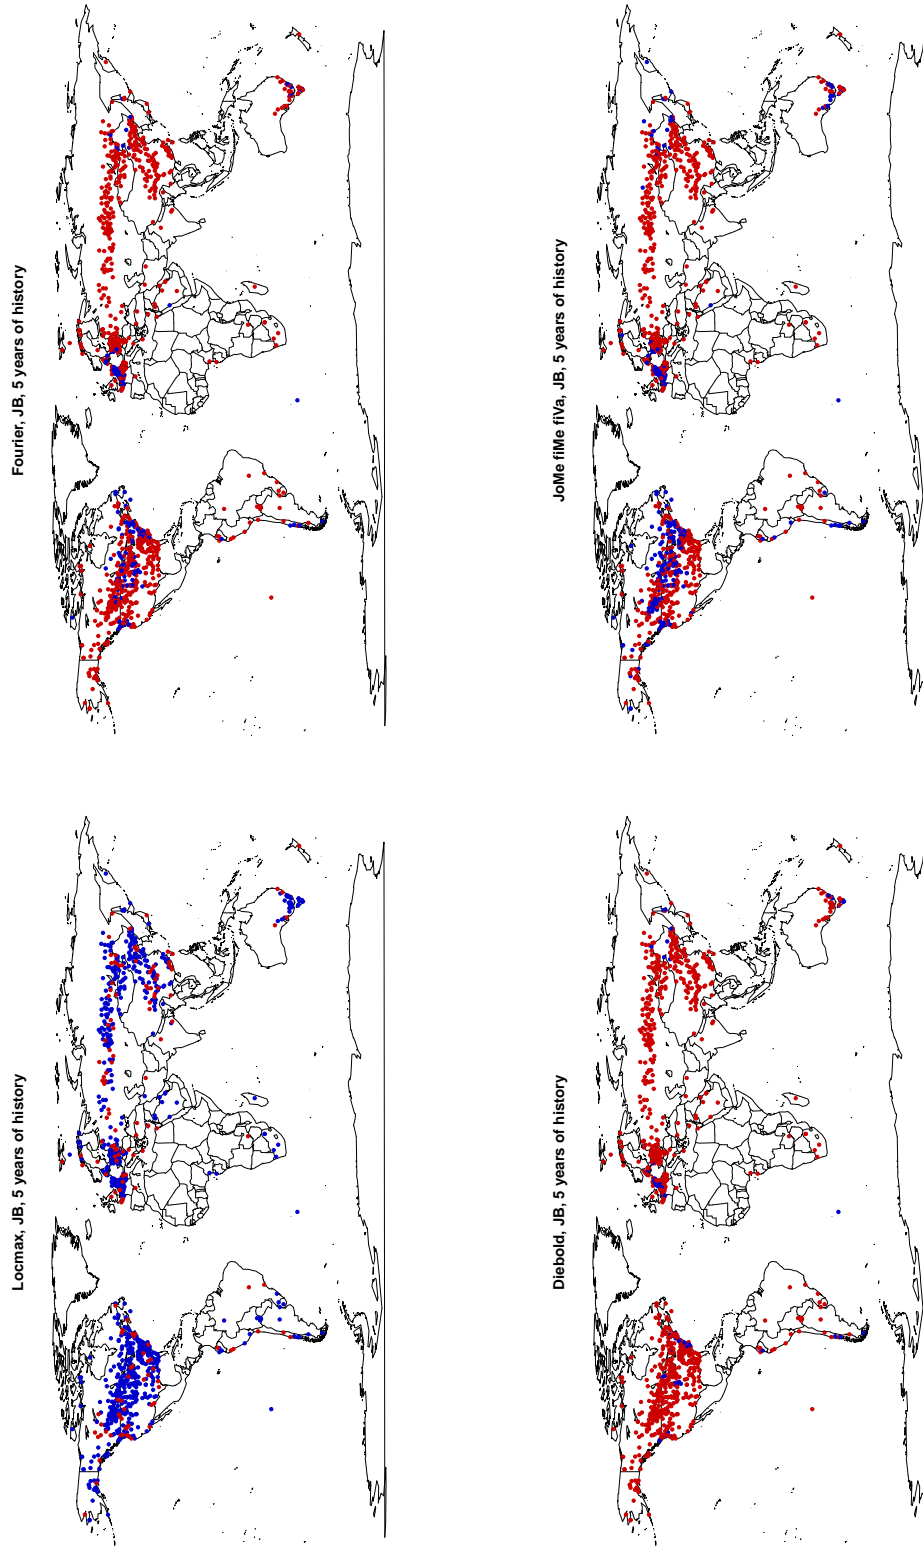 Locmax, JB, 5 years of history
Fourier, JB, 5 years of history
Diebold, JB, 5 years of history
JoMe fiMe fiVa, JB, 5 years of history